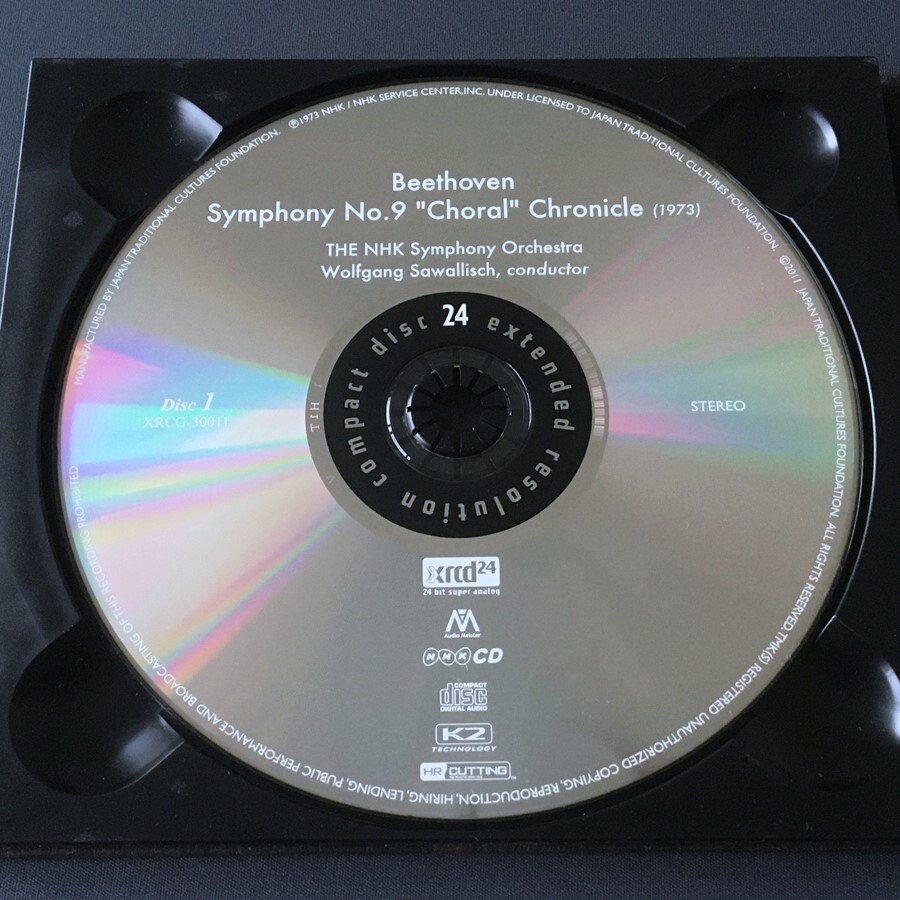 Beethoven
Symphony No.9 "Choral" Chronicle (1973)
THE NHK Symphony Orchestra
Wolfgang Sawallisch, conductor
24
extended resolution compact disc
Disc 1
XRCG-30011
STEREO
xrcd24
24 bit super analog
Audio Meister
NHK CD
COMPACT
disc
DIGITAL AUDIO
K2
TECHNOLOGY
HR CUTTING
MANUFACTURED BY JAPAN TRADITIONAL CULTURES FOUNDATION. ℗1973 NHK / NHK SERVICE CENTER,INC. UNDER LICENSED TO JAPAN TRADITIONAL CULTURES FOUNDATION. ©2011 JAPAN TRADITIONAL CULTURES FOUNDATION. ALL RIGHTS RESERVED. TMK(S) REGISTERED UNAUTHORIZED COPYING, REPRODUCTION, HIRING, LENDING, PUBLIC PERFORMANCE AND BROADCASTING OF THIS RECORDING PROHIBITED.